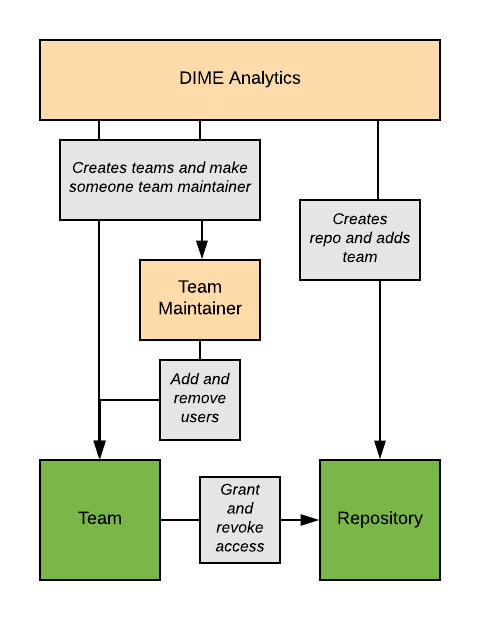 DIME Analytics
Creates teams and make
someone team maintainer
Creates
repo and adds
team
Team
Maintainer
Add and
remove
users
Team
Grant
and
revoke
access
Repository